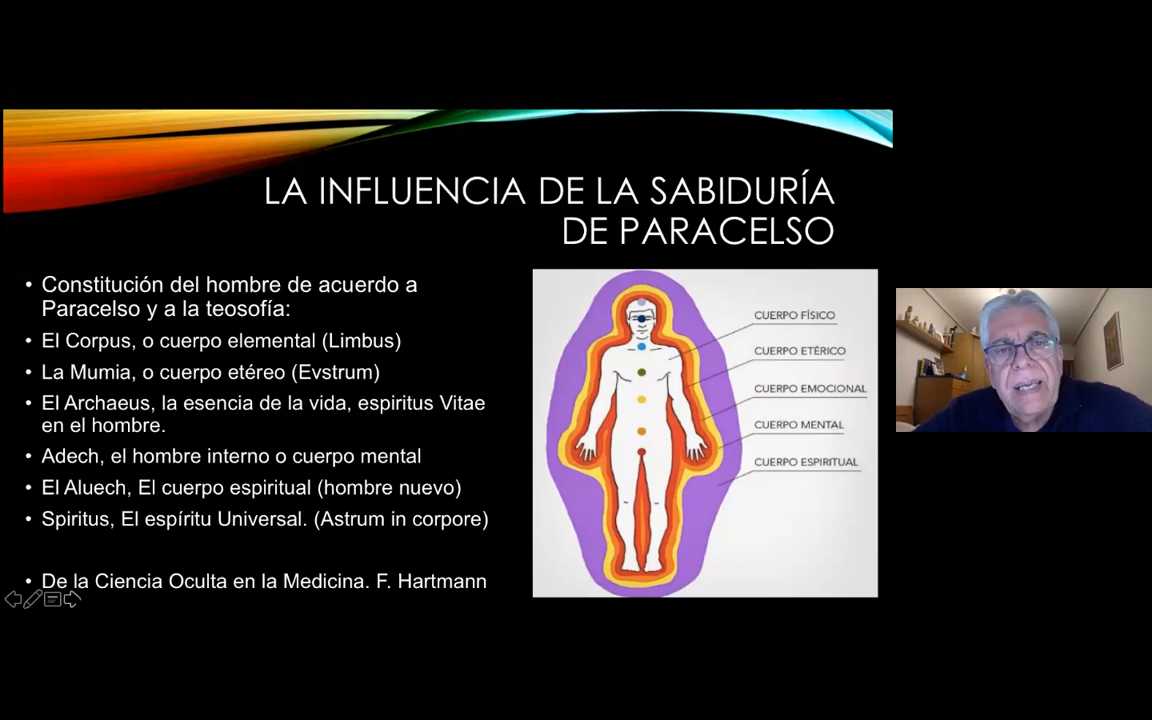 LA INFLUENCIA DE LA SABIDURÍA
DE PARACELSO
• Constitución del hombre de acuerdo a
Paracelso y a la teosofía:
• El Corpus, o cuerpo elemental (Limbus)
• La Mumia, o cuerpo etéreo (Evstrum)
• El Archaeus, la esencia de la vida, espiritus Vitae
en el hombre.
• Adech, el hombre interno o cuerpo mental
• El Aluech, El cuerpo espiritual (hombre nuevo)
• Spiritus, El espíritu Universal. (Astrum in corpore)
• De la Ciencia Oculta en la Medicina. F. Hartmann
CUERPO FÍSICO
CUERPO ETÉRICO
CUERPO EMOCIONAL
CUERPO MENTAL
CUERPO ESPIRITUAL